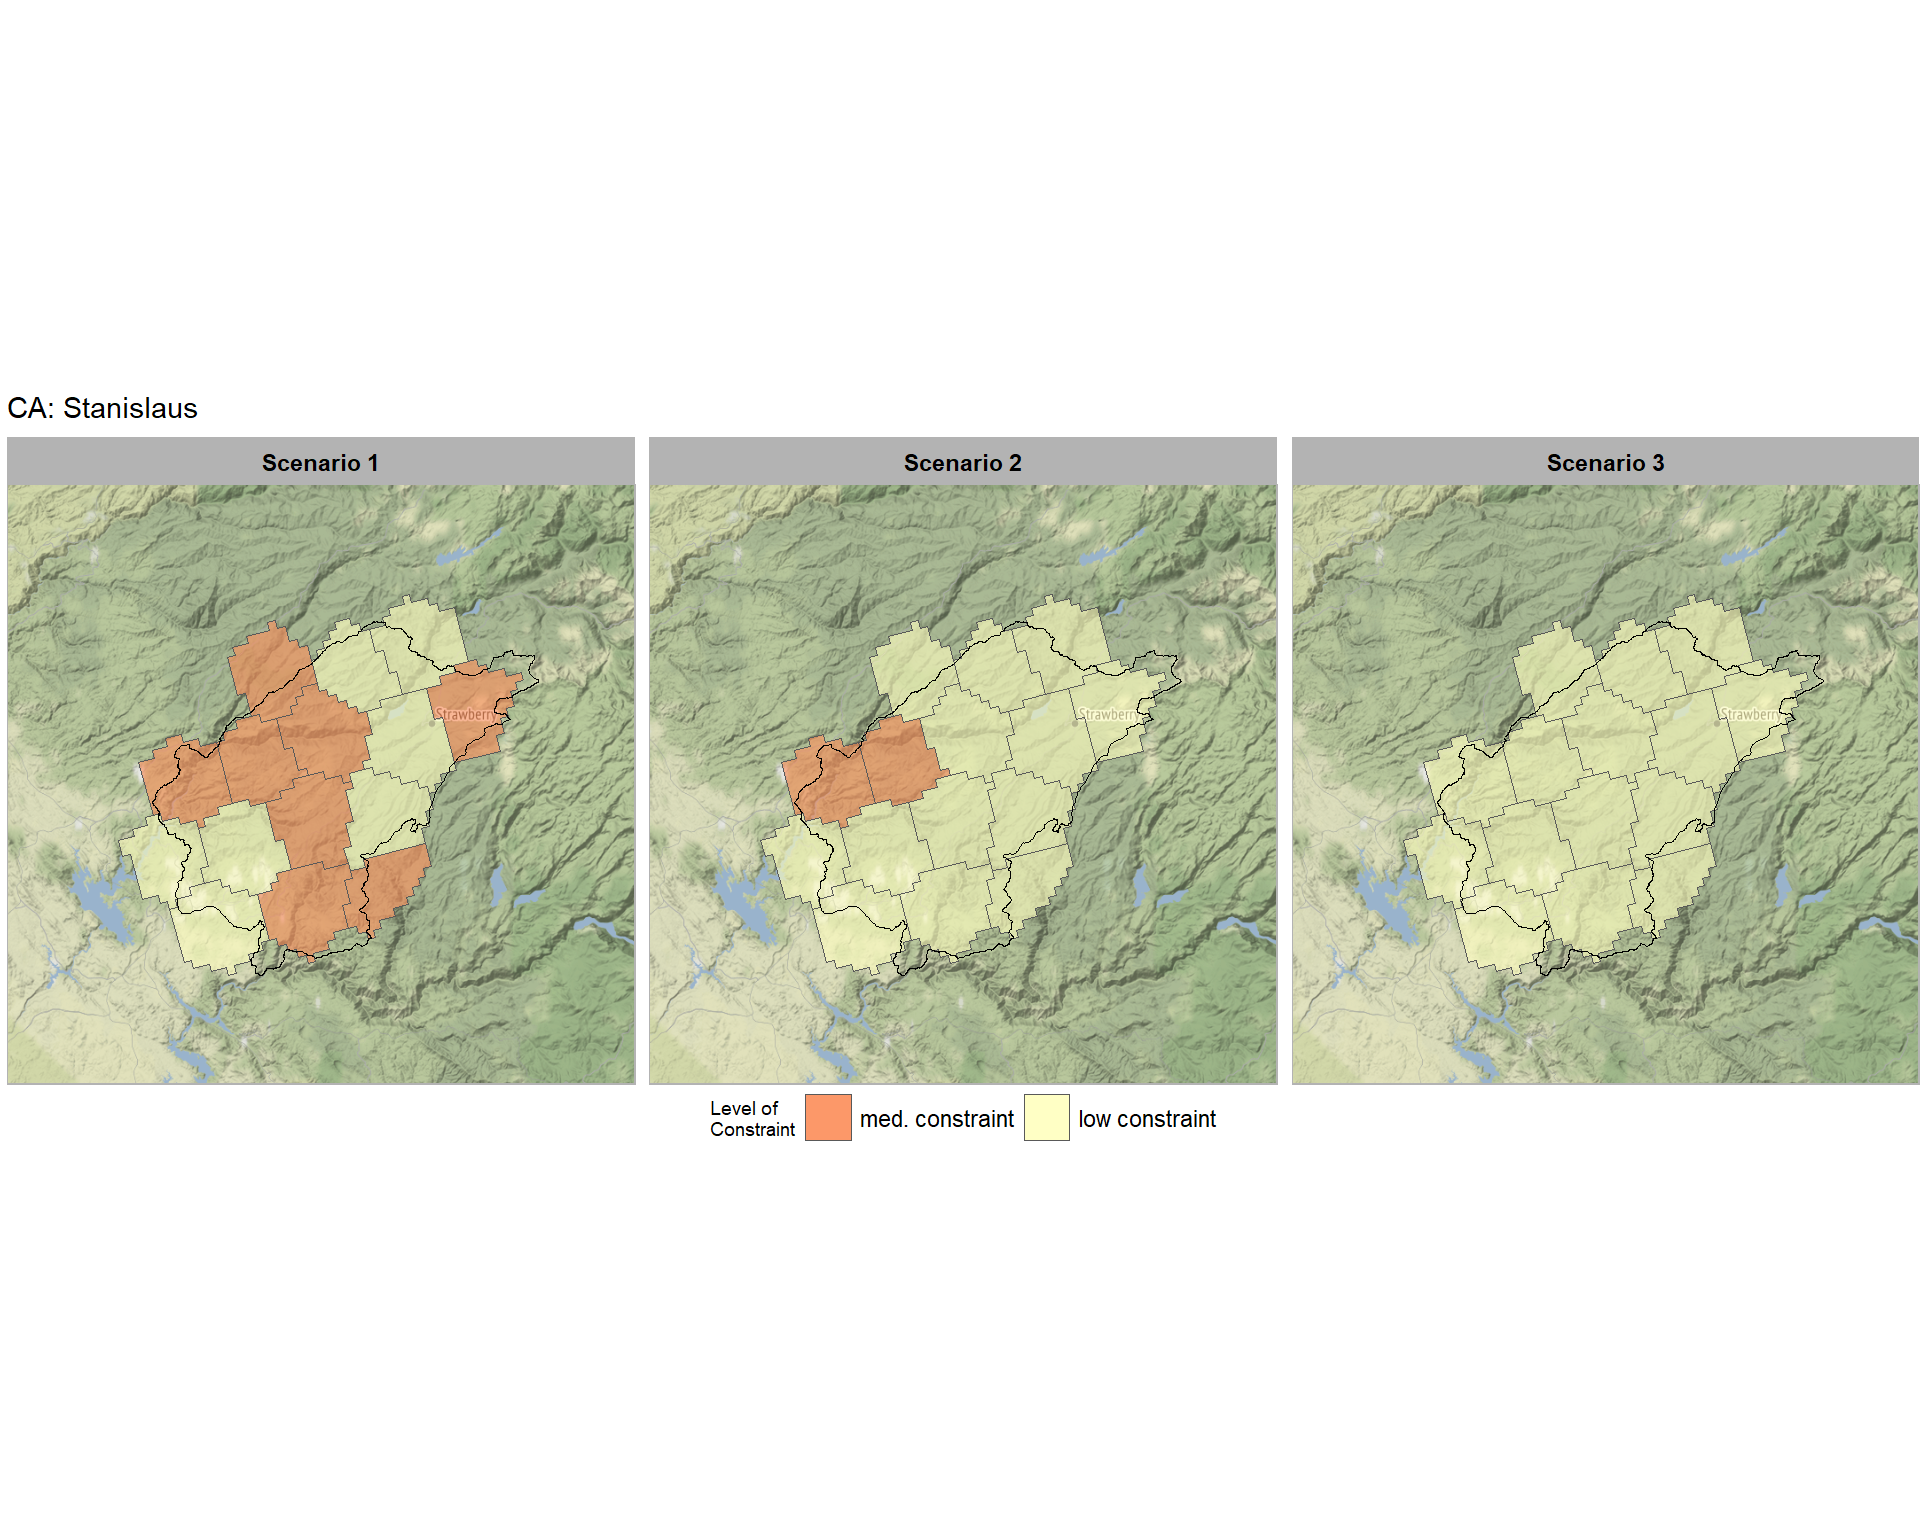 CA: Stanislaus
Scenario 1
Scenario 2
Scenario 3
Strawberry
Strawberry
Strawberry
Level of
Constraint
med. constraint
low constraint